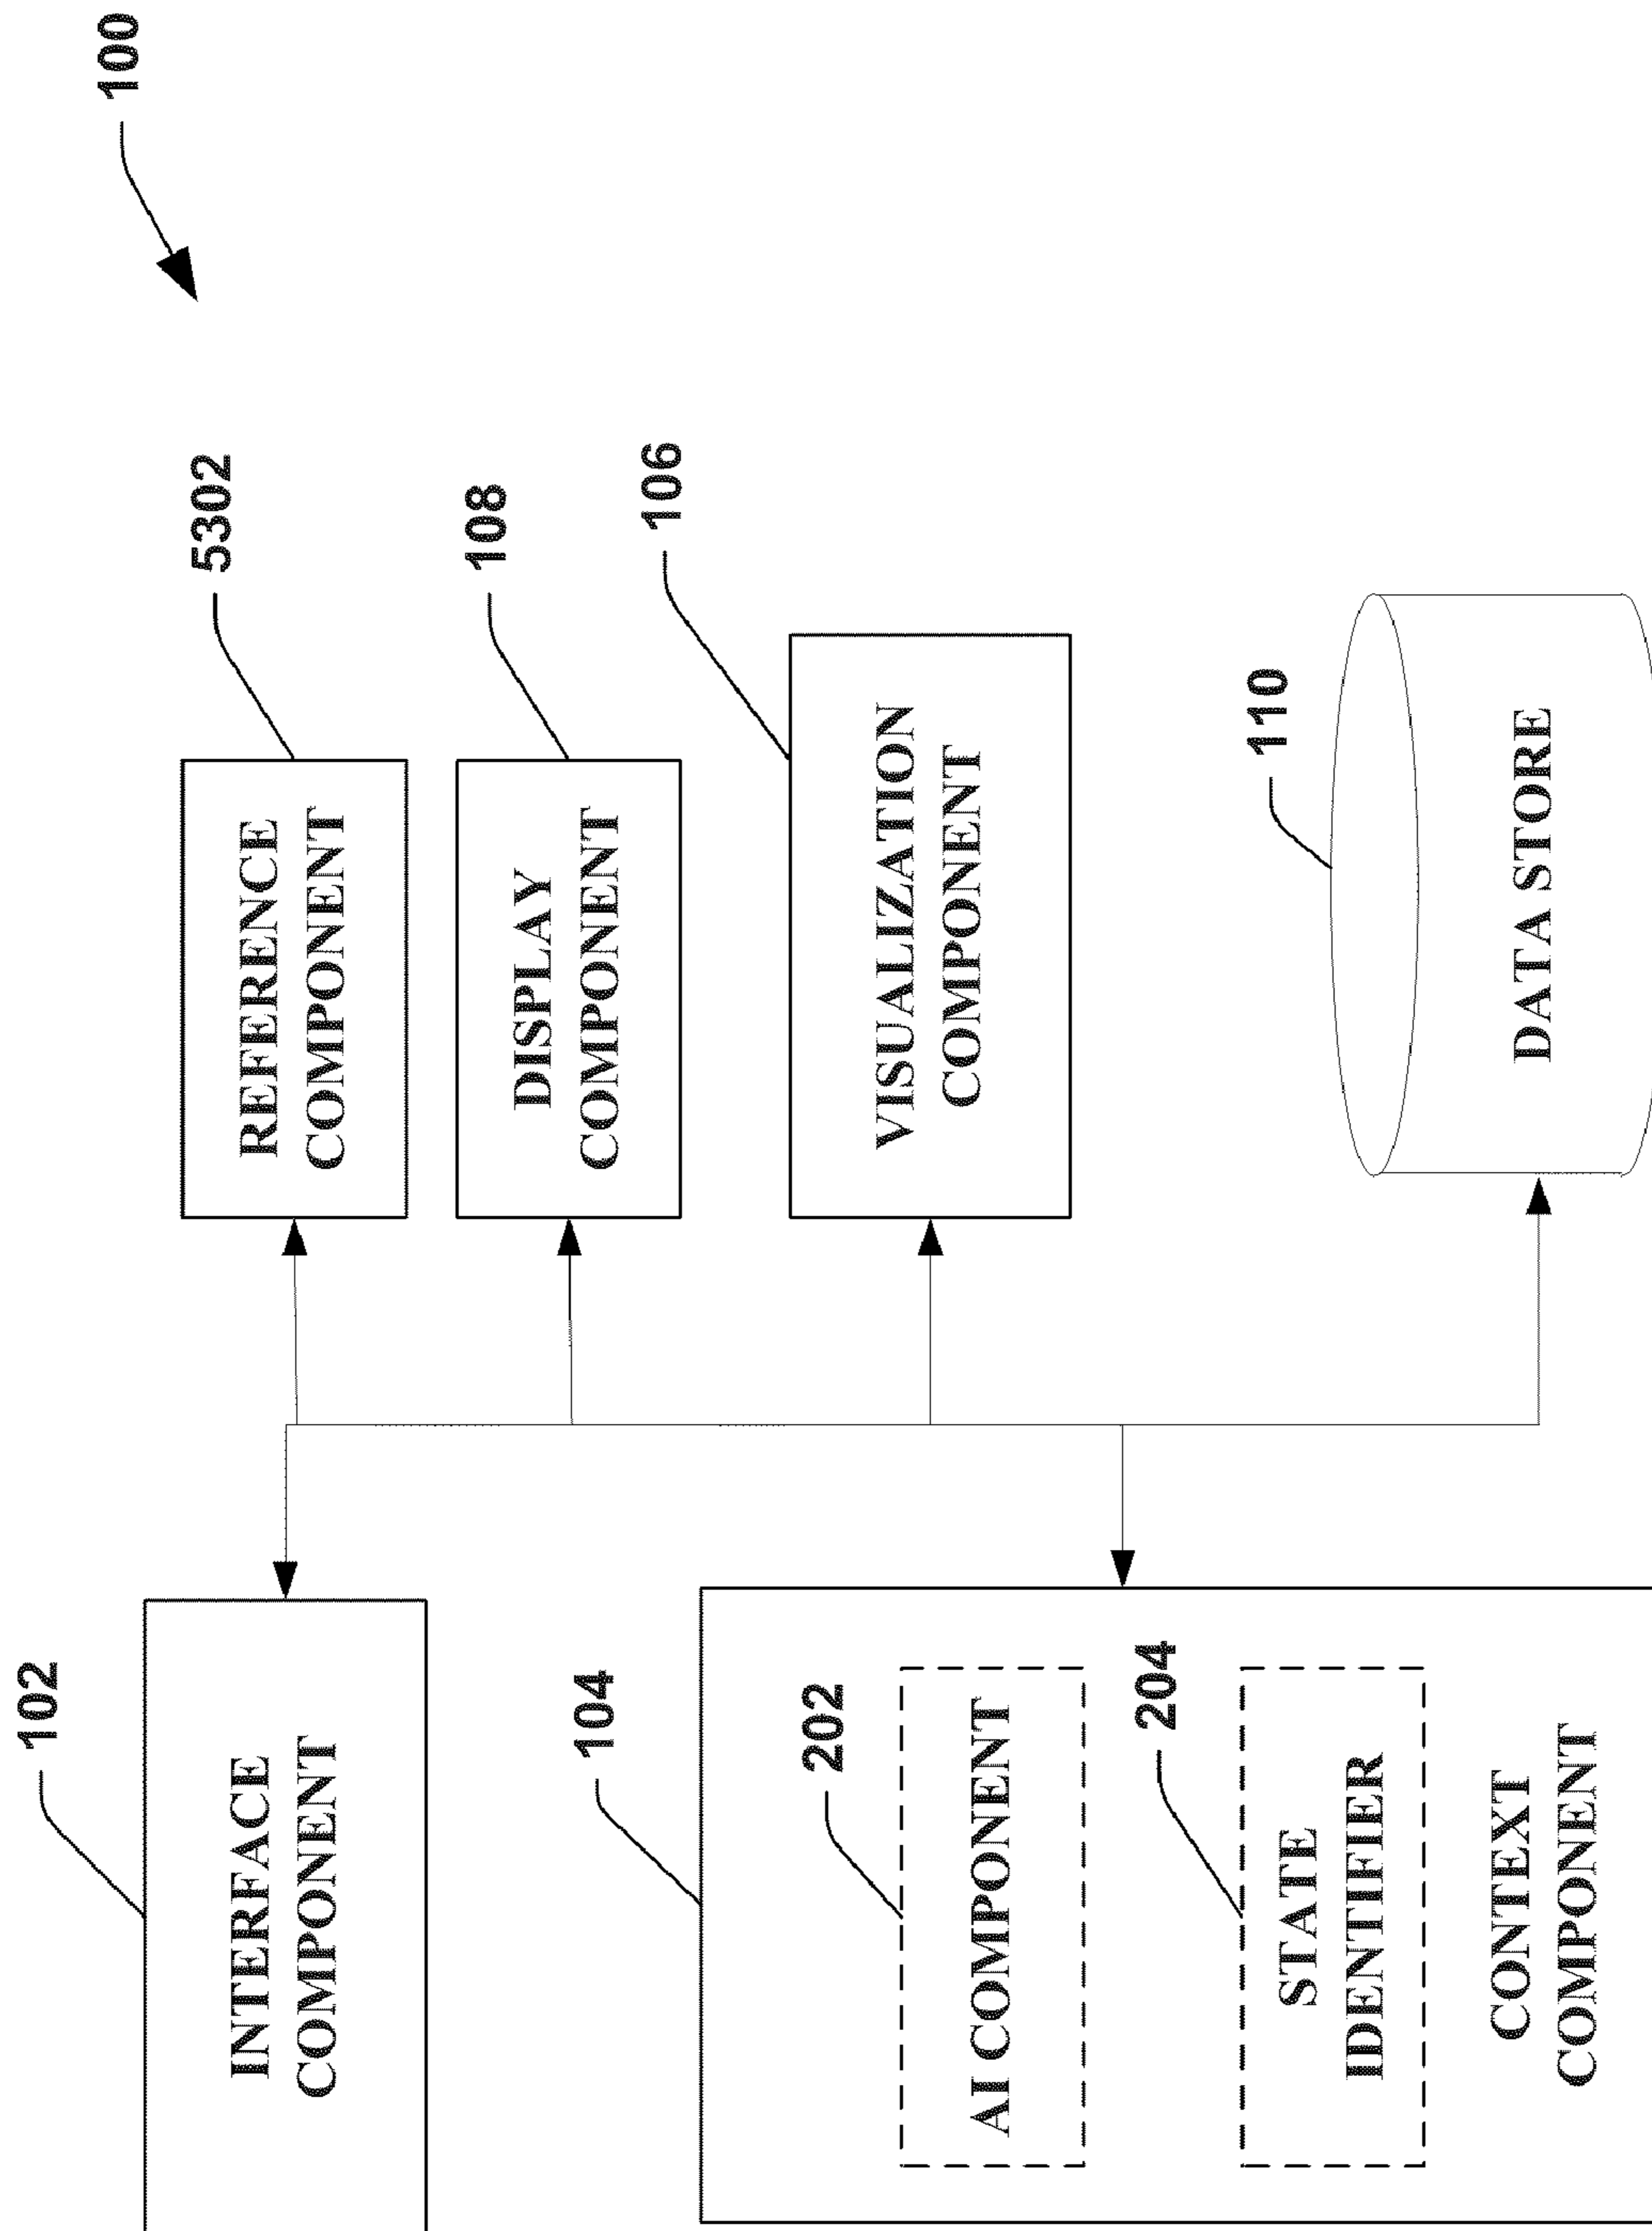 100
102
INTERFACE
COMPONENT
5302
REFERENCE
COMPONENT
108
DISPLAY
COMPONENT
104
202
AI COMPONENT
204
STATE
IDENTIFIER
CONTEXT
COMPONENT
106
VISUALIZATION
COMPONENT
110
DATA STORE